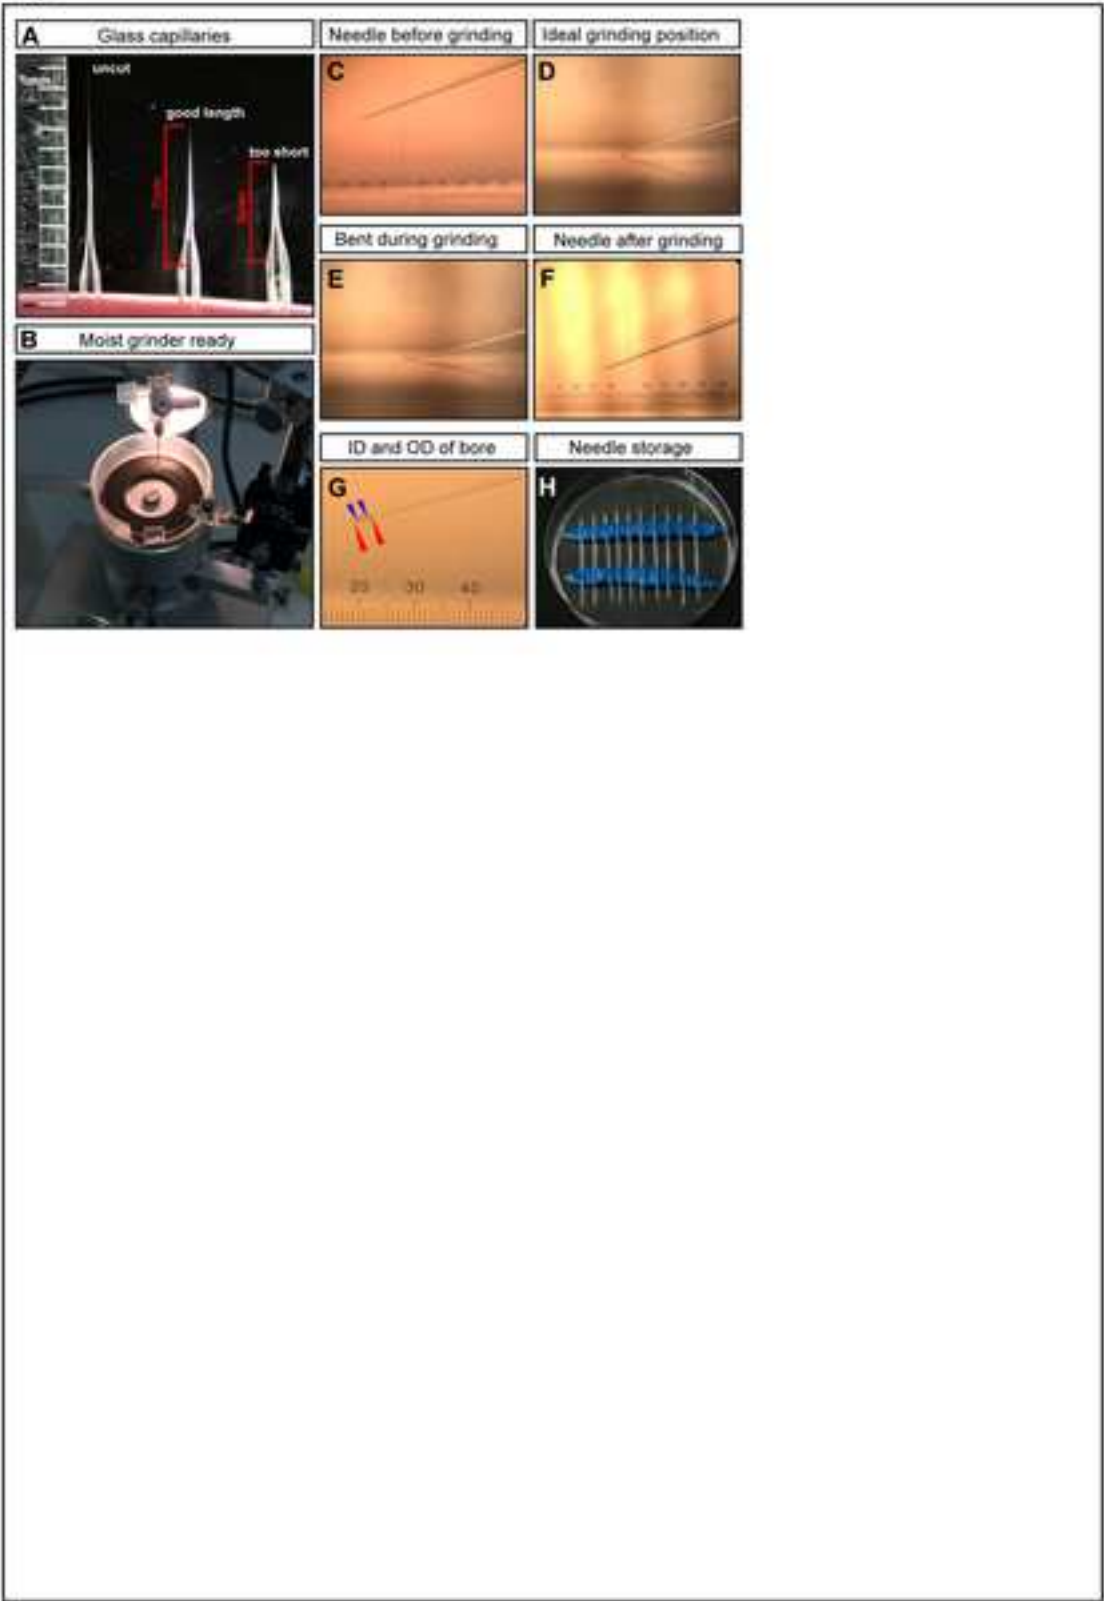 A
Glass capillaries
uncut
good length
too short
B
Moist grinder ready
Needle before grinding
C
Ideal grinding position
D
Bent during grinding
E
Needle after grinding
F
ID and OD of bore
G
20 30 40
Needle storage
H